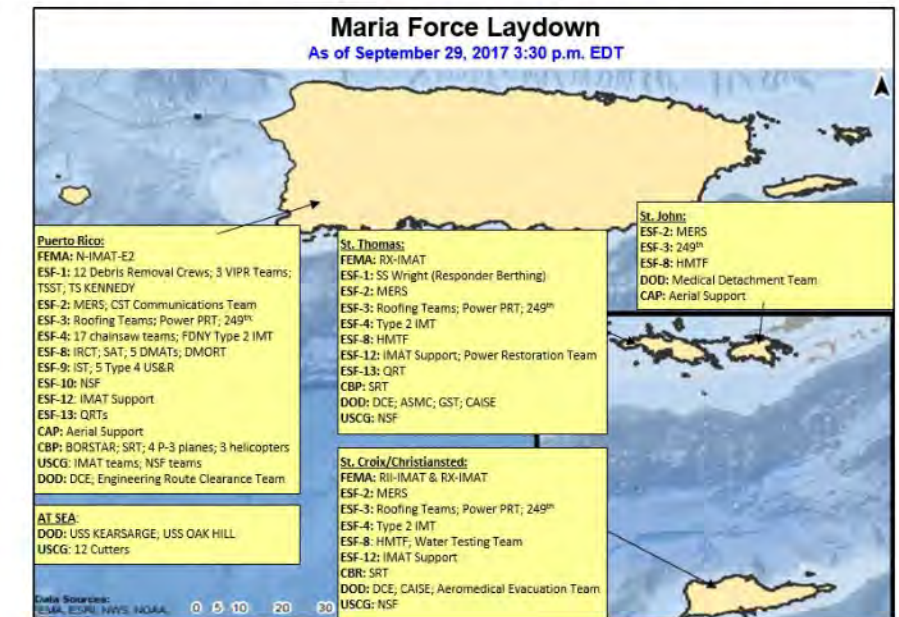 Maria Force Laydown
As of September 29, 2017 3:30 p.m. EDT
Puerto Rico:
FEMA: N-IMAT-E2
ESF-1: 12 Debris Removal Crews; 3 VIPR Teams;
TSST; TS KENNEDY
ESF-2: MERS; CST Communications Team
ESF-3: Roofing Teams; Power PRT; 249th
ESF-4: 17 chainsaw teams; FDNY Type 2 IMT
ESF-8: IRCT; SAT; 5 DMATs; DMORT
ESF-9: IST; 5 Type 4 US&R
ESF-10: NSF
ESF-12: IMAT Support
ESF-13: QRTs
CAP: Aerial Support
CBP: BORSTAR; SRT; 4 P-3 planes; 3 helicopters
USCG: IMAT teams; NSF teams
DOD: DCE; Engineering Route Clearance Team
AT SEA:
DOD: USS KEARSARGE; USS OAK HILL
USCG: 12 Cutters
St. Thomas:
FEMA: RX-IMAT
ESF-1: SS Wright (Responder Berthing)
ESF-2: MERS
ESF-3: Roofing Teams; Power PRT; 249th
ESF-4: Type 2 IMT
ESF-8: HMTF
ESF-12: IMAT Support; Power Restoration Team
ESF-13: QRT
CBP: SRT
DOD: DCE; ASMC; GST; CAISE
USCG: NSF
St. Croix/Christiansted:
FEMA: RII-IMAT & RX-IMAT
ESF-2: MERS
ESF-3: Roofing Teams; Power PRT; 249th
ESF-4: Type 2 IMT
ESF-8: HMTF; Water Testing Team
ESF-12: IMAT Support
CBR: SRT
DOD: DCE; CAISE; Aeromedical Evacuation Team
USCG: NSF
St. John:
ESF-2: MERS
ESF-3: 249th
ESF-8: HMTF
DOD: Medical Detachment Team
CAP: Aerial Support
Data Sources:
FEMA, ESRI, NWS, NOAA,
0 5 10 20 30